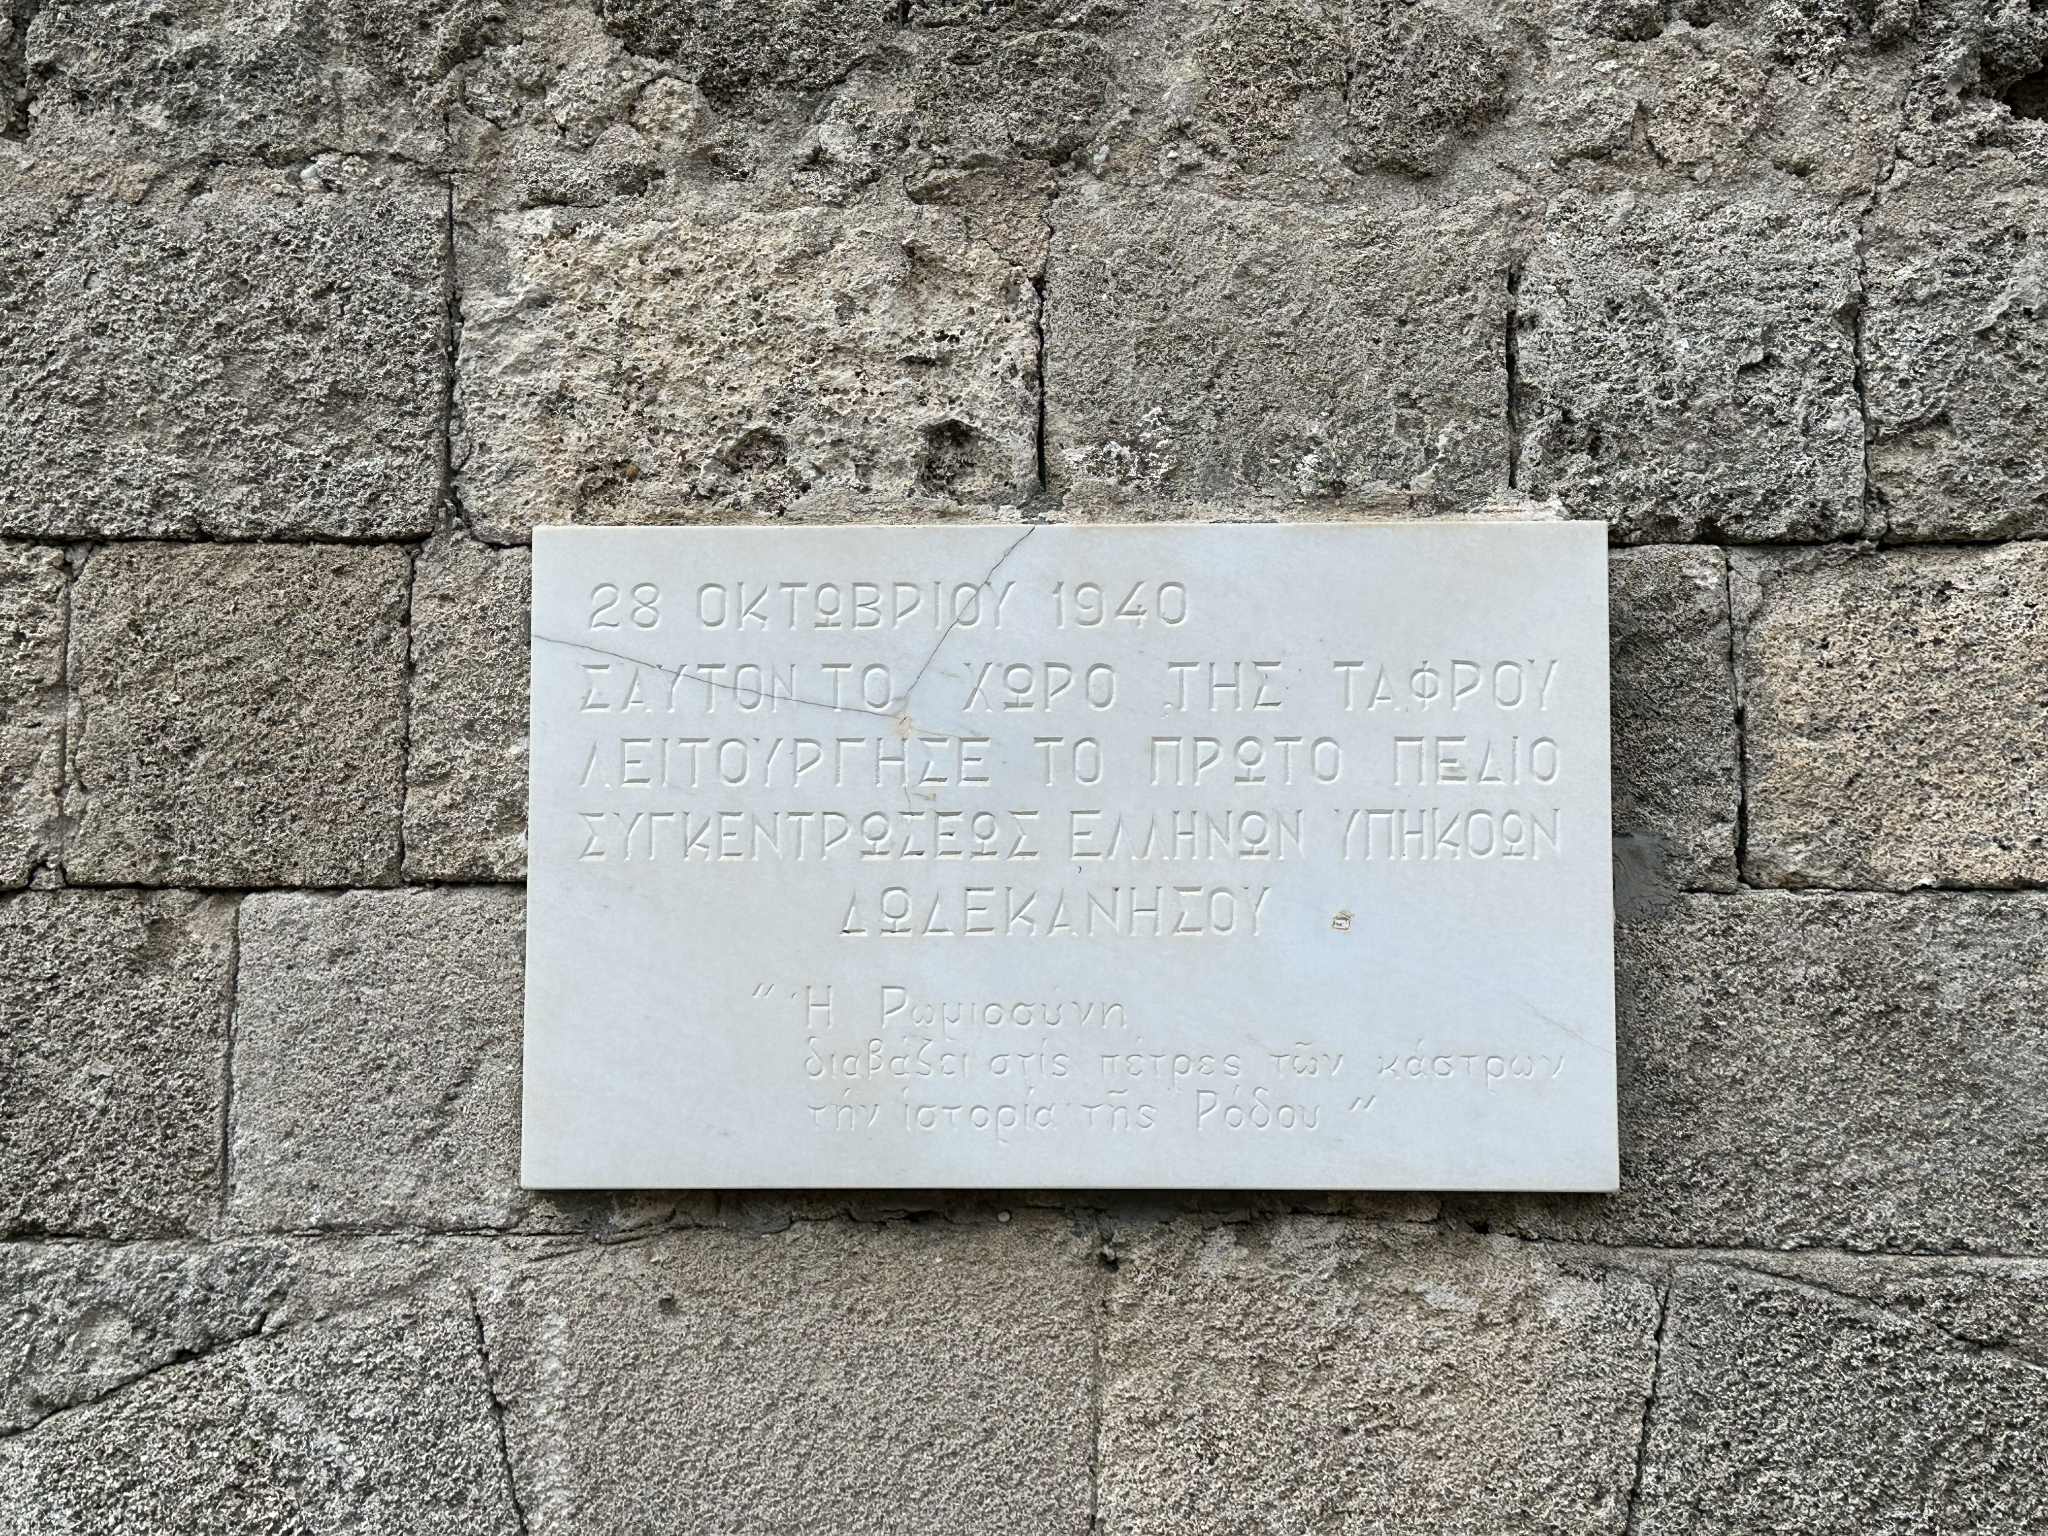 28 ΟΚΤΩΒΡΙΟΥ 1940
Σ'ΑΥΤΟΝ ΤΟ ΧΩΡΟ ΤΗΣ ΤΑΦΡΟΥ
ΛΕΙΤΟΥΡΓΗΣΕ ΤΟ ΠΡΩΤΟ ΠΕΔΙΟ
ΣΥΓΚΕΝΤΡΩΣΕΩΣ ΕΛΛΗΝΩΝ ΥΠΗΚΟΩΝ
ΔΩΔΕΚΑΝΗΣΟΥ
"Ἡ Ρωμιοσύνη
διαβάζει στίς πέτρες τῶν κάστρων
τήν ἱστορία τῆς Ρόδου"